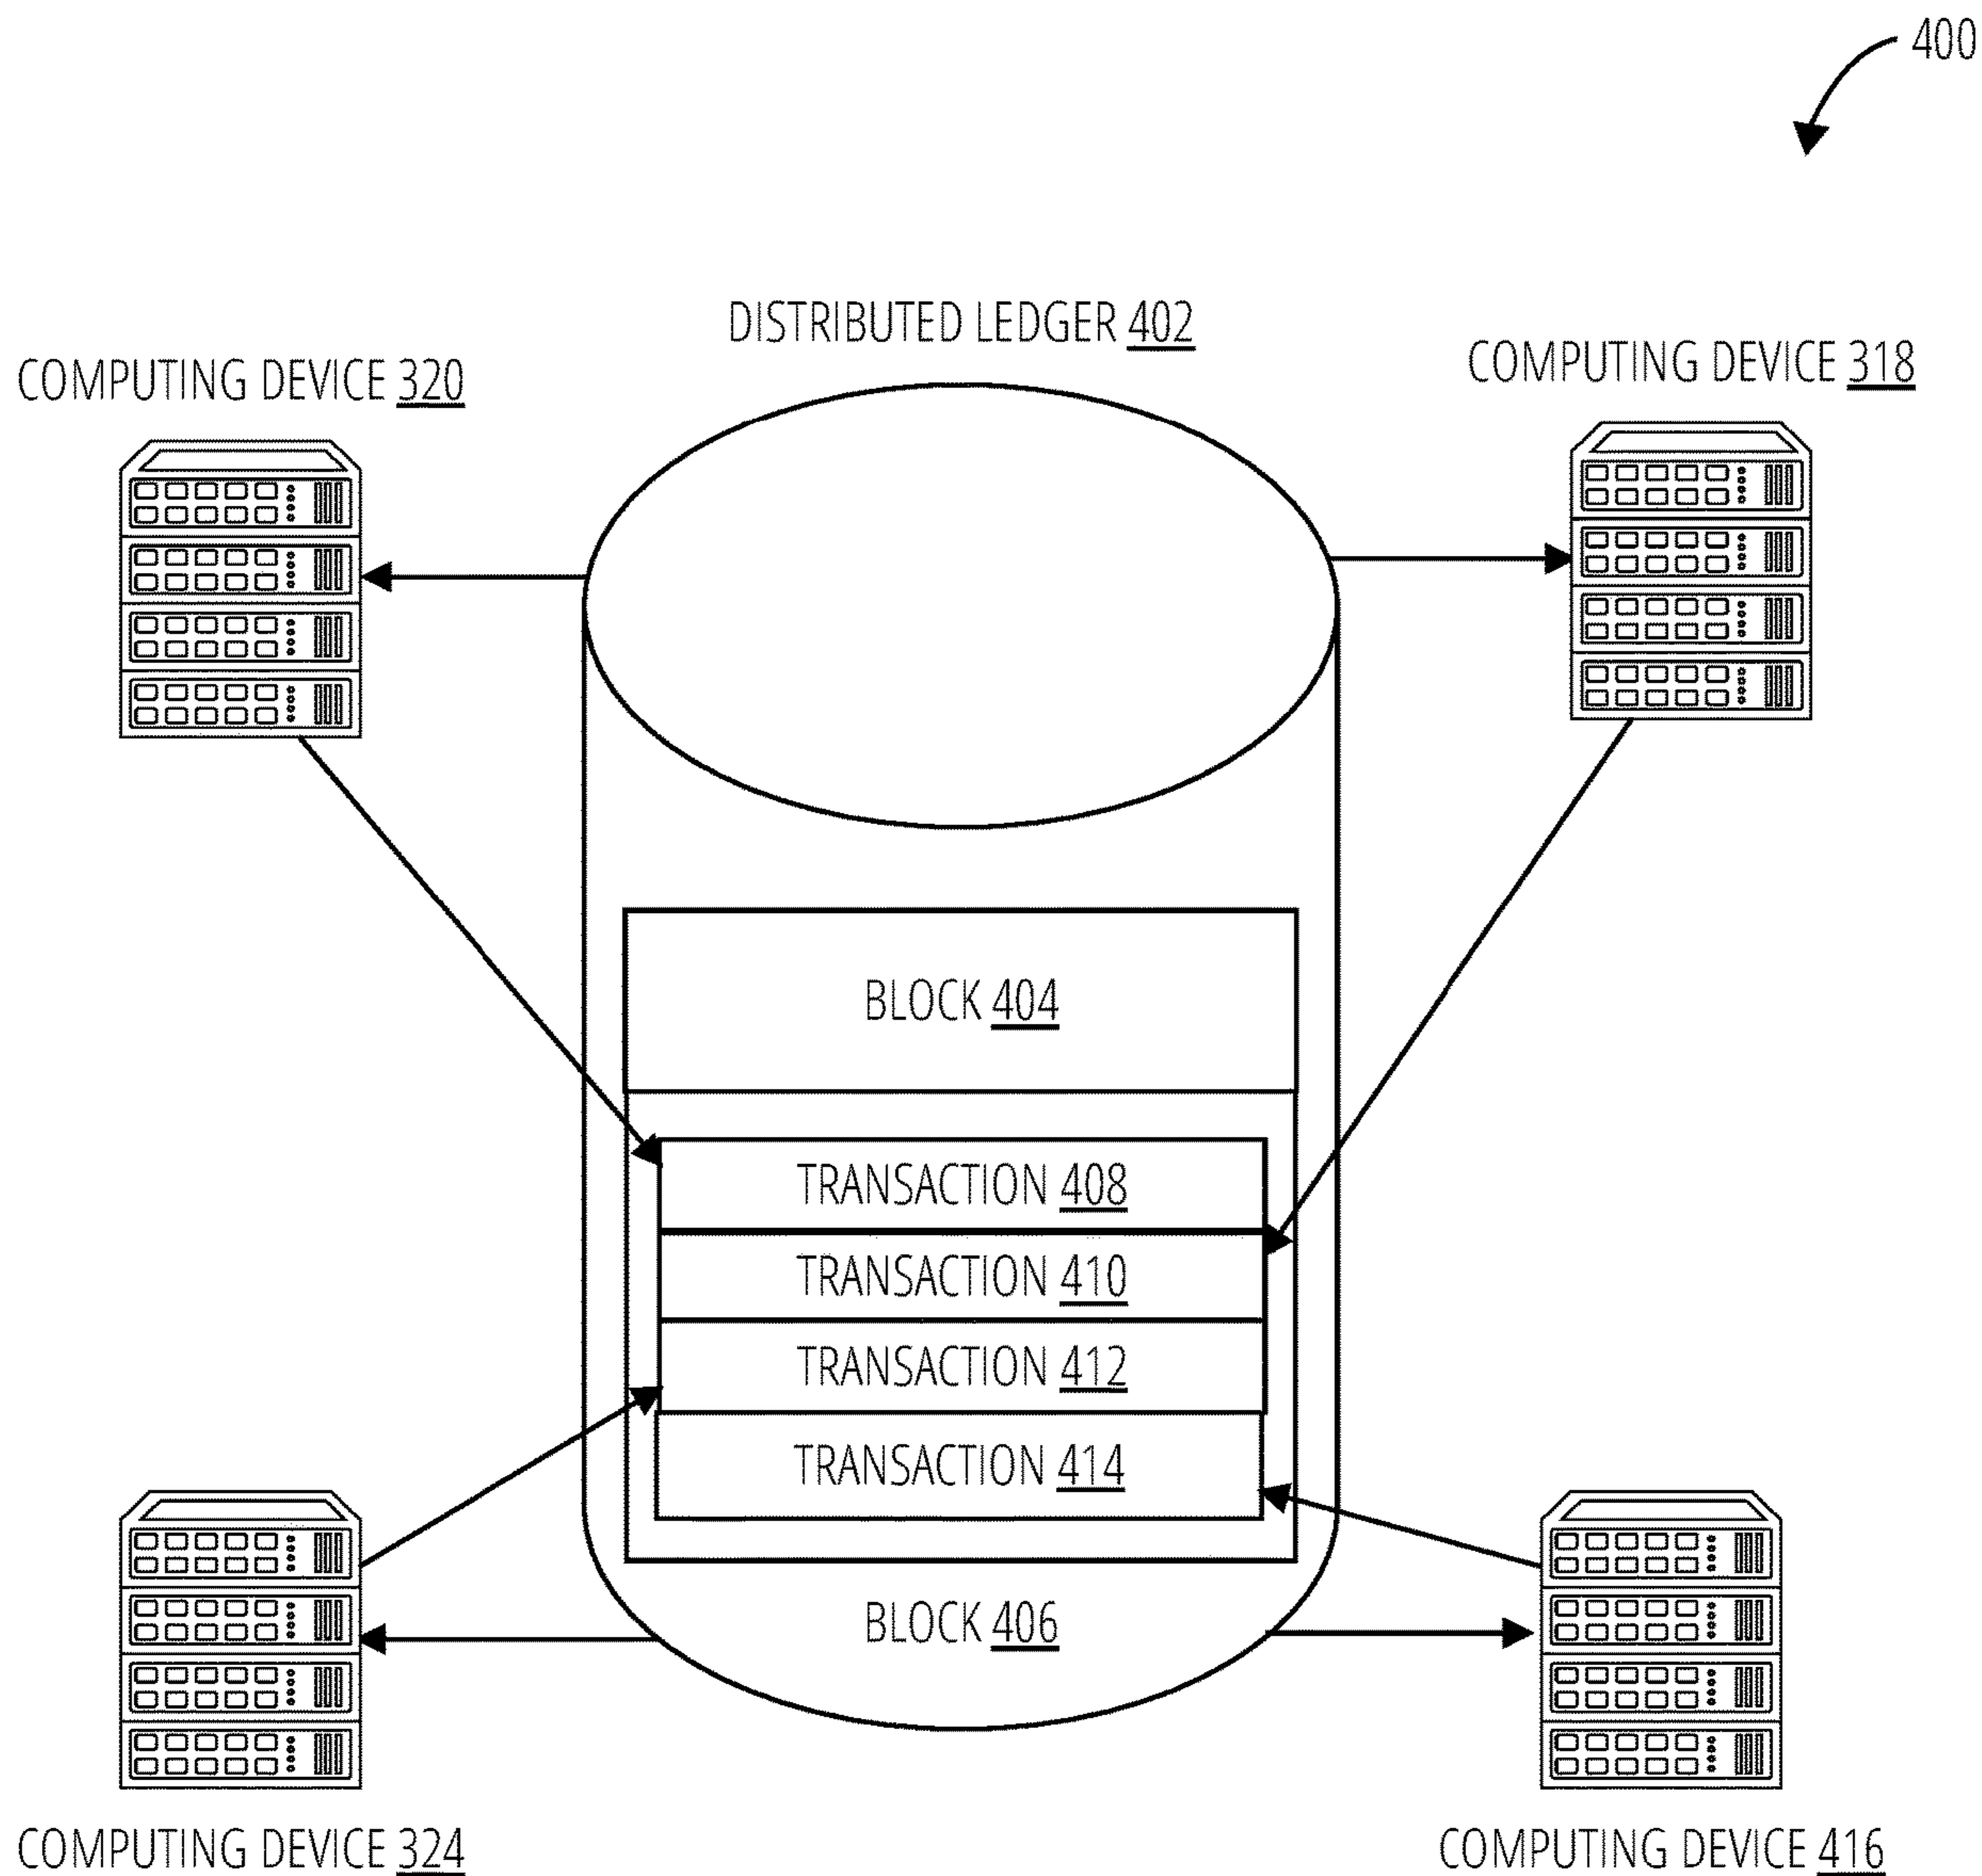 400
DISTRIBUTED LEDGER 402
COMPUTING DEVICE 320
COMPUTING DEVICE 318
BLOCK 404
TRANSACTION 408
TRANSACTION 410
TRANSACTION 412
TRANSACTION 414
BLOCK 406
COMPUTING DEVICE 324
COMPUTING DEVICE 416